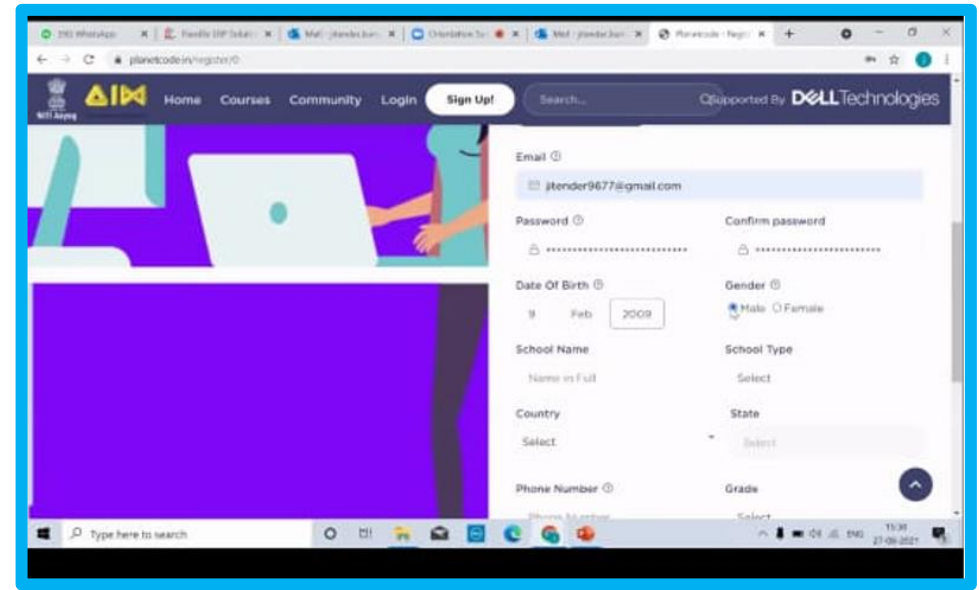 planetcode.in/register/0
NITI Aayog
AIM
Home Courses Community Login Sign Up! Search... Supported By DELL Technologies
Email
jitender9677@gmail.com
Password Confirm password
Date Of Birth Gender
9 Feb 2009 Male Female
School Name School Type
Name in Full Select
Country State
Select Select
Phone Number Grade
Phone Number Select
Type here to search ENG 15:30
27-09-2021